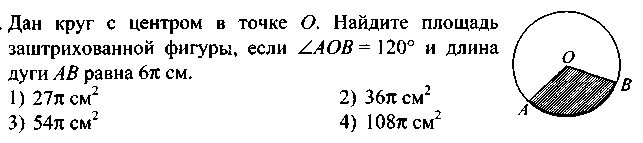 . Дан круг с центром в точке O. Найдите площадь
заштрихованной фигуры, если ∠AOB = 120° и длина
дуги AB равна 6π см.
1) 27π см² 2) 36π см²
3) 54π см² 4) 108π см²
O
B
A